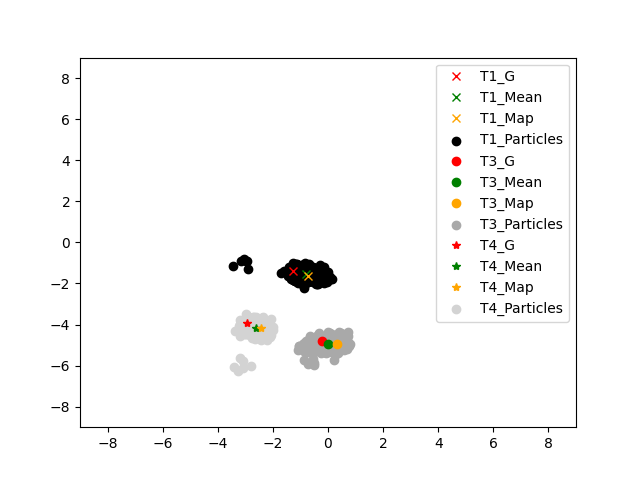 8
6
4
2
0
−2
−4
−6
−8
−8
−6
−4
−2
0
2
4
6
8
T1_G
T1_Mean
T1_Map
T1_Particles
T3_G
T3_Mean
T3_Map
T3_Particles
T4_G
T4_Mean
T4_Map
T4_Particles